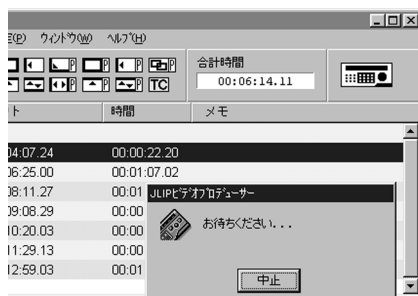 E(P) ウィンドウ(W) ヘルプ(H)
P P P P
合計時間
P P P TC
00:06:14.11
ト 時間 メモ
04:07.24 00:00:22.20
06:25.00 00:01:07.02
08:11.27 00:01
JLIPビデオプロデューサー
09:08.29 00:00
お待ちください...
10:20.03 00:00
11:29.13 00:00
12:59.03 00:01
中止